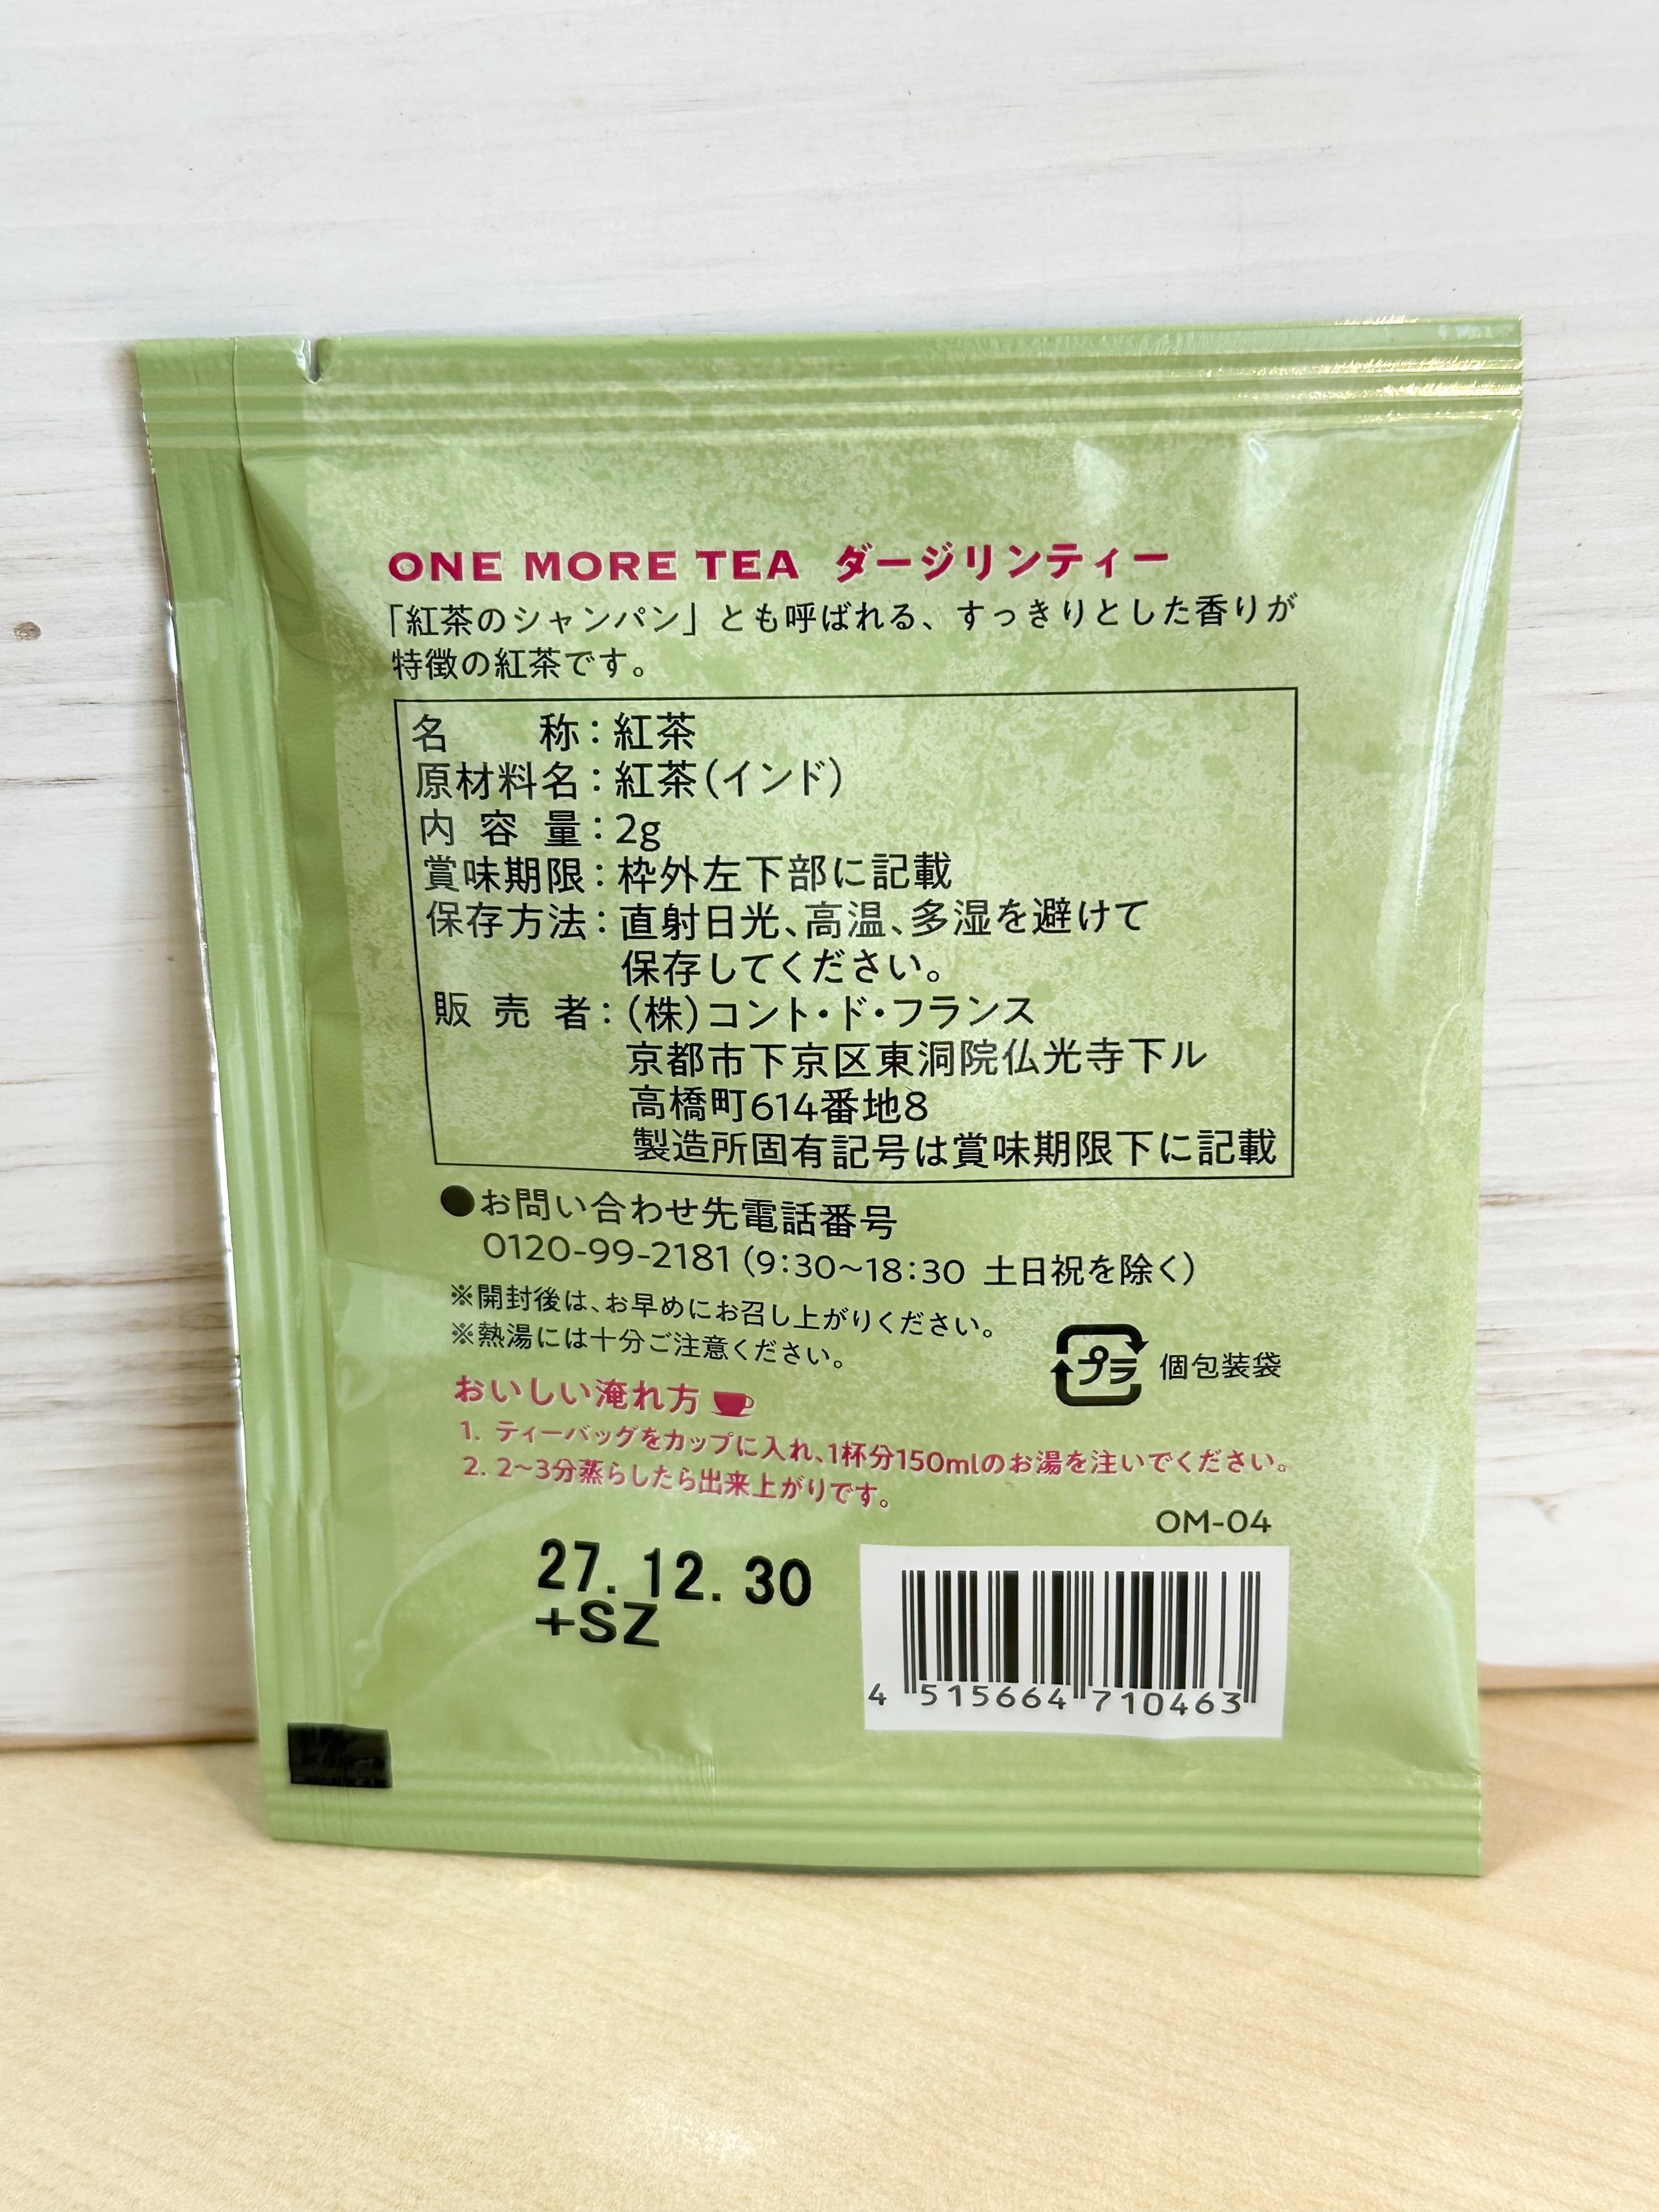 ONE MORE TEA ダージリンティー
「紅茶のシャンパン」とも呼ばれる、すっきりとした香りが
特徴の紅茶です。
名　　称：紅茶
原材料名：紅茶(インド)
内 容 量：2g
賞味期限：枠外左下部に記載
保存方法：直射日光、高温、多湿を避けて
保存してください。
販 売 者：(株)コント・ド・フランス
京都市下京区東洞院仏光寺下ル
高橋町614番地8
製造所固有記号は賞味期限下に記載
●お問い合わせ先電話番号
0120-99-2181(9:30~18:30 土日祝を除く)
※開封後は、お早めにお召し上がりください。
※熱湯には十分ご注意ください。
プラ 個包装袋
おいしい淹れ方
1. ティーバッグをカップに入れ、1杯分150mlのお湯を注いでください。
2. 2~3分蒸らしたら出来上がりです。
OM-04
27.12.30
+SZ
4 515664 710463